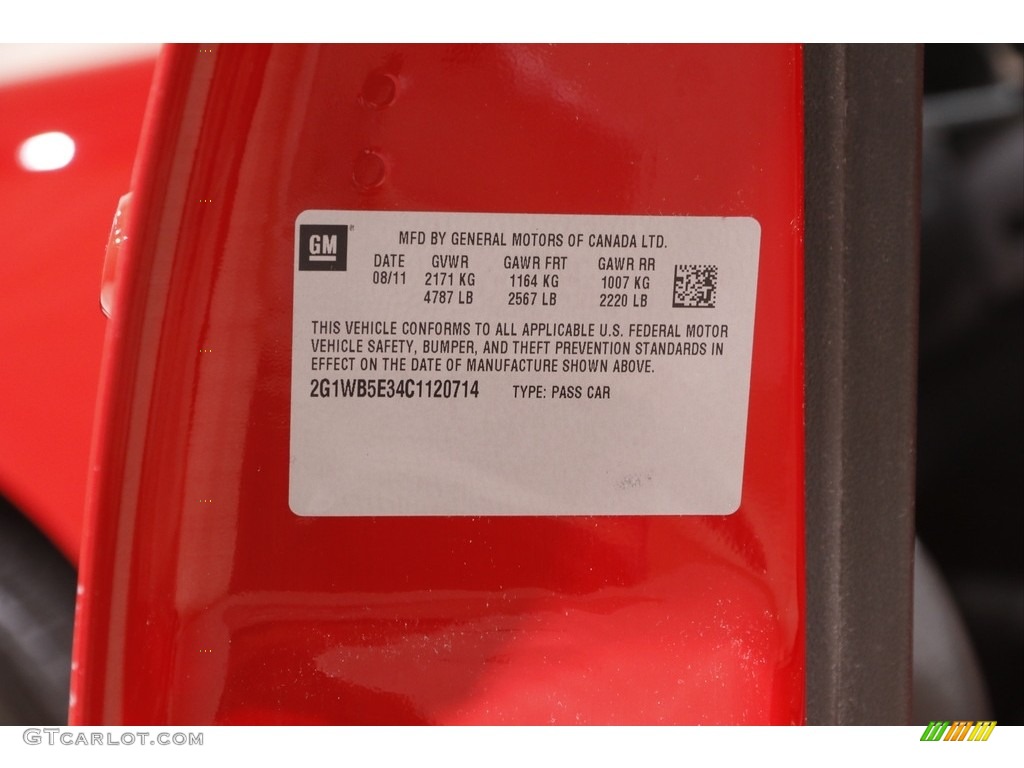 GM
MFD BY GENERAL MOTORS OF CANADA LTD.
DATE GVWR GAWR FRT GAWR RR
08/11 2171 KG 1164 KG 1007 KG
4787 LB 2567 LB 2220 LB
THIS VEHICLE CONFORMS TO ALL APPLICABLE U.S. FEDERAL MOTOR
VEHICLE SAFETY, BUMPER, AND THEFT PREVENTION STANDARDS IN
EFFECT ON THE DATE OF MANUFACTURE SHOWN ABOVE.
2G1WB5E34C1120714 TYPE: PASS CAR
GTCARLOT.COM